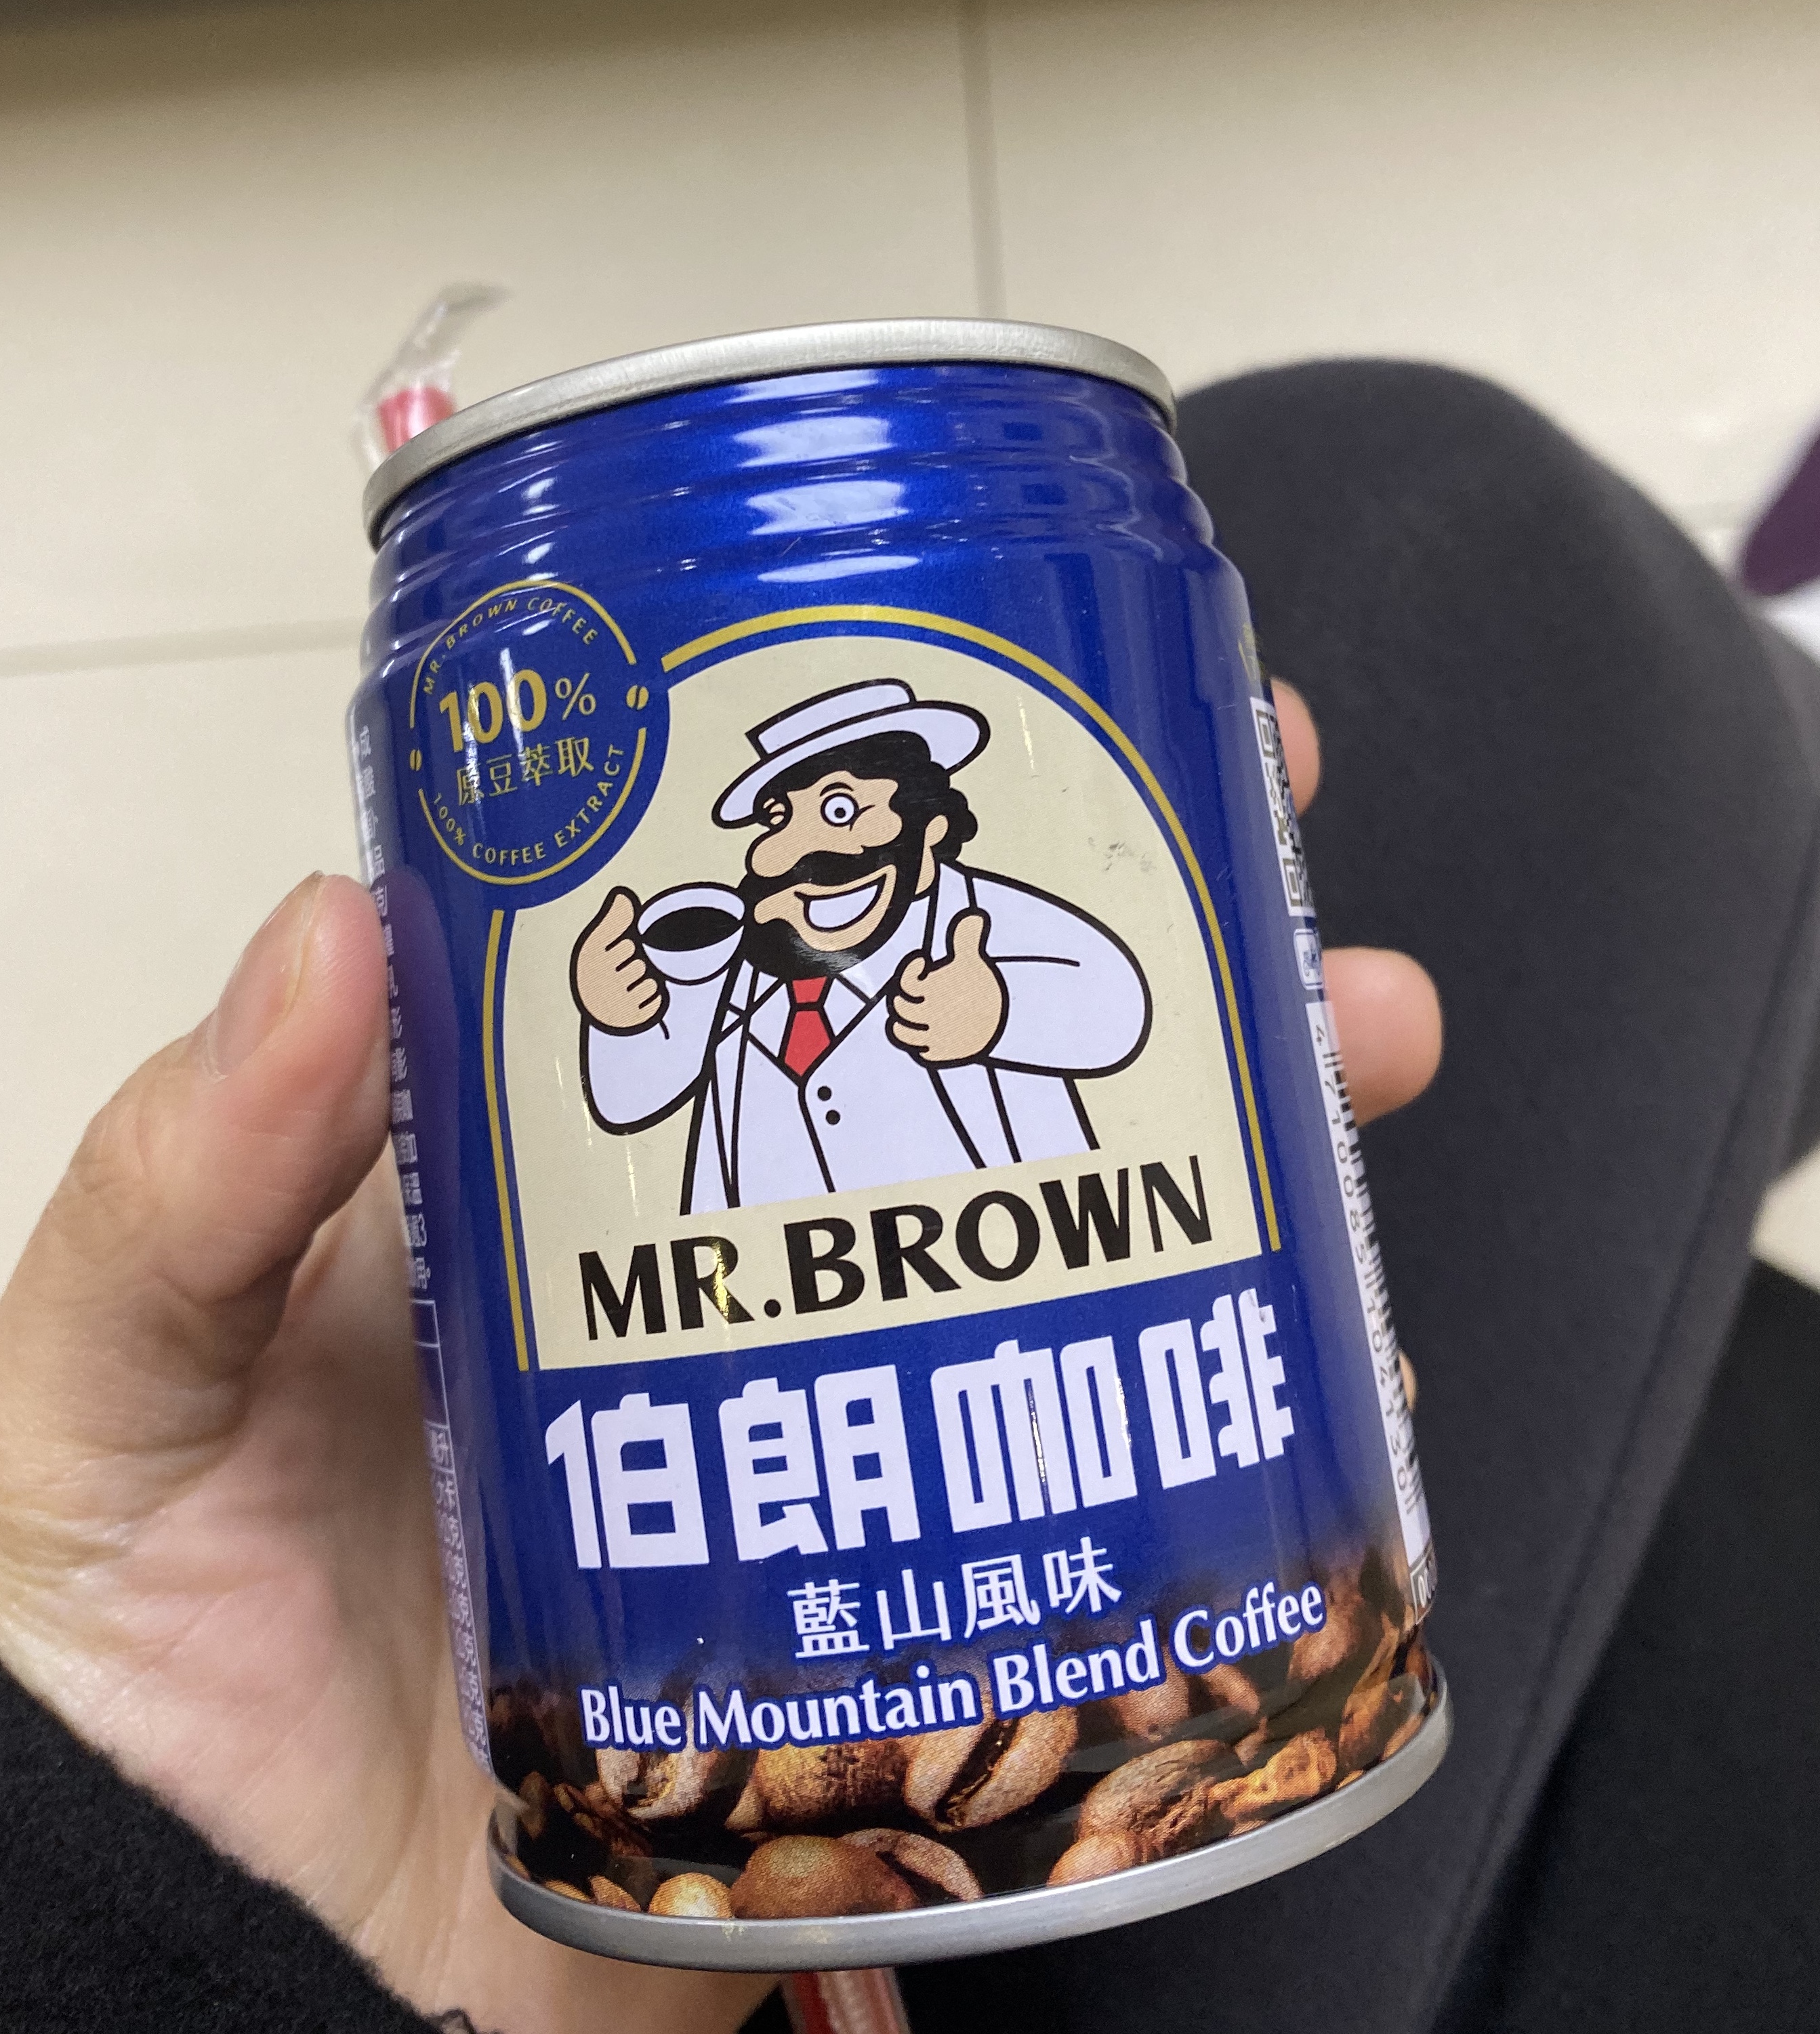 MR. BROWN COFFEE
100%
原豆萃取
100% COFFEE EXTRACT
MR.BROWN
伯朗咖啡
藍山風味
Blue Mountain Blend Coffee